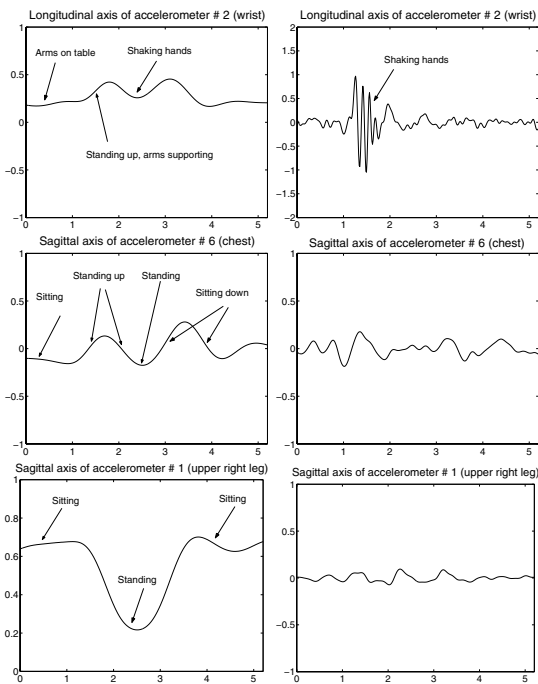 Longitudinal axis of accelerometer # 2 (wrist)
1
0.5
0
−0.5
−1
0 1 2 3 4 5
Arms on table
Shaking hands
Standing up, arms supporting
Longitudinal axis of accelerometer # 2 (wrist)
2
1.5
1
0.5
0
−0.5
−1
−1.5
−2
0 1 2 3 4 5
Shaking hands
Sagittal axis of accelerometer # 6 (chest)
1
0.5
0
−0.5
−1
0 1 2 3 4 5
Sitting
Standing up
Standing
Sitting down
Sagittal axis of accelerometer # 6 (chest)
1
0.5
0
−0.5
−1
0 1 2 3 4 5
Sagittal axis of accelerometer # 1 (upper right leg)
1
0.8
0.6
0.4
0.2
0
0 1 2 3 4 5
Sitting
Sitting
Standing
Sagittal axis of accelerometer # 1 (upper right leg)
1
0.5
0
−0.5
−1
0 1 2 3 4 5